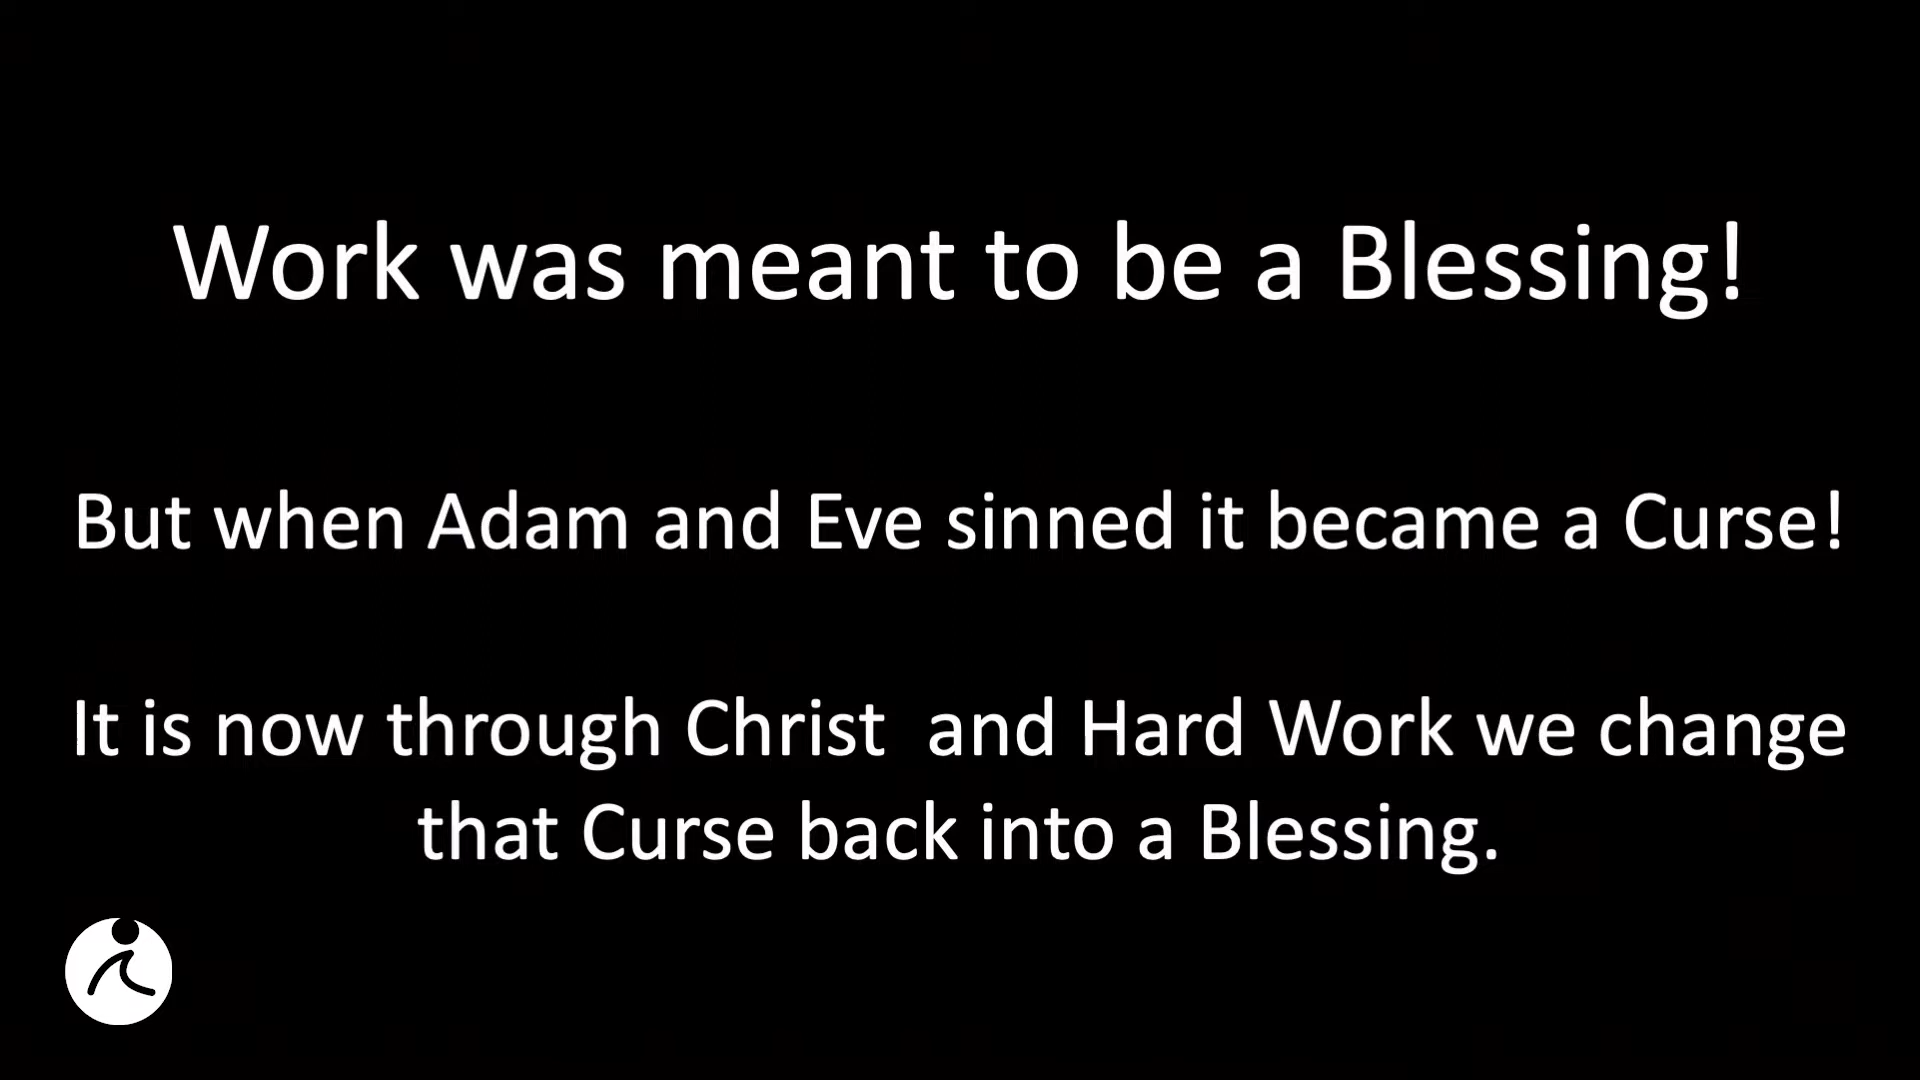 Work was meant to be a Blessing!
But when Adam and Eve sinned it became a Curse!
It is now through Christ  and Hard Work we change
that Curse back into a Blessing.